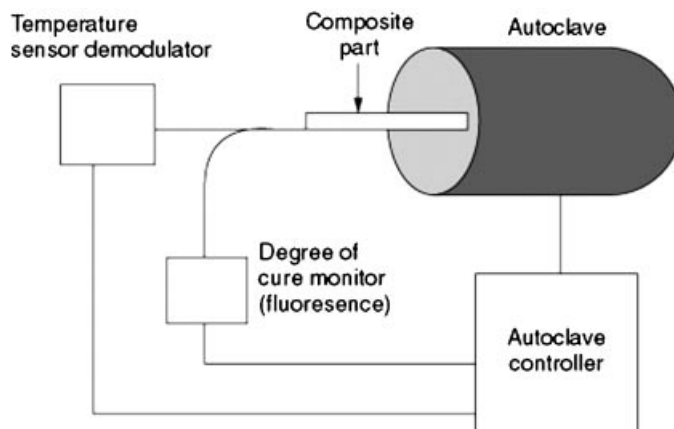 Temperature
sensor demodulator
Composite
part
Autoclave
Degree of
cure monitor
(fluoresence)
Autoclave
controller